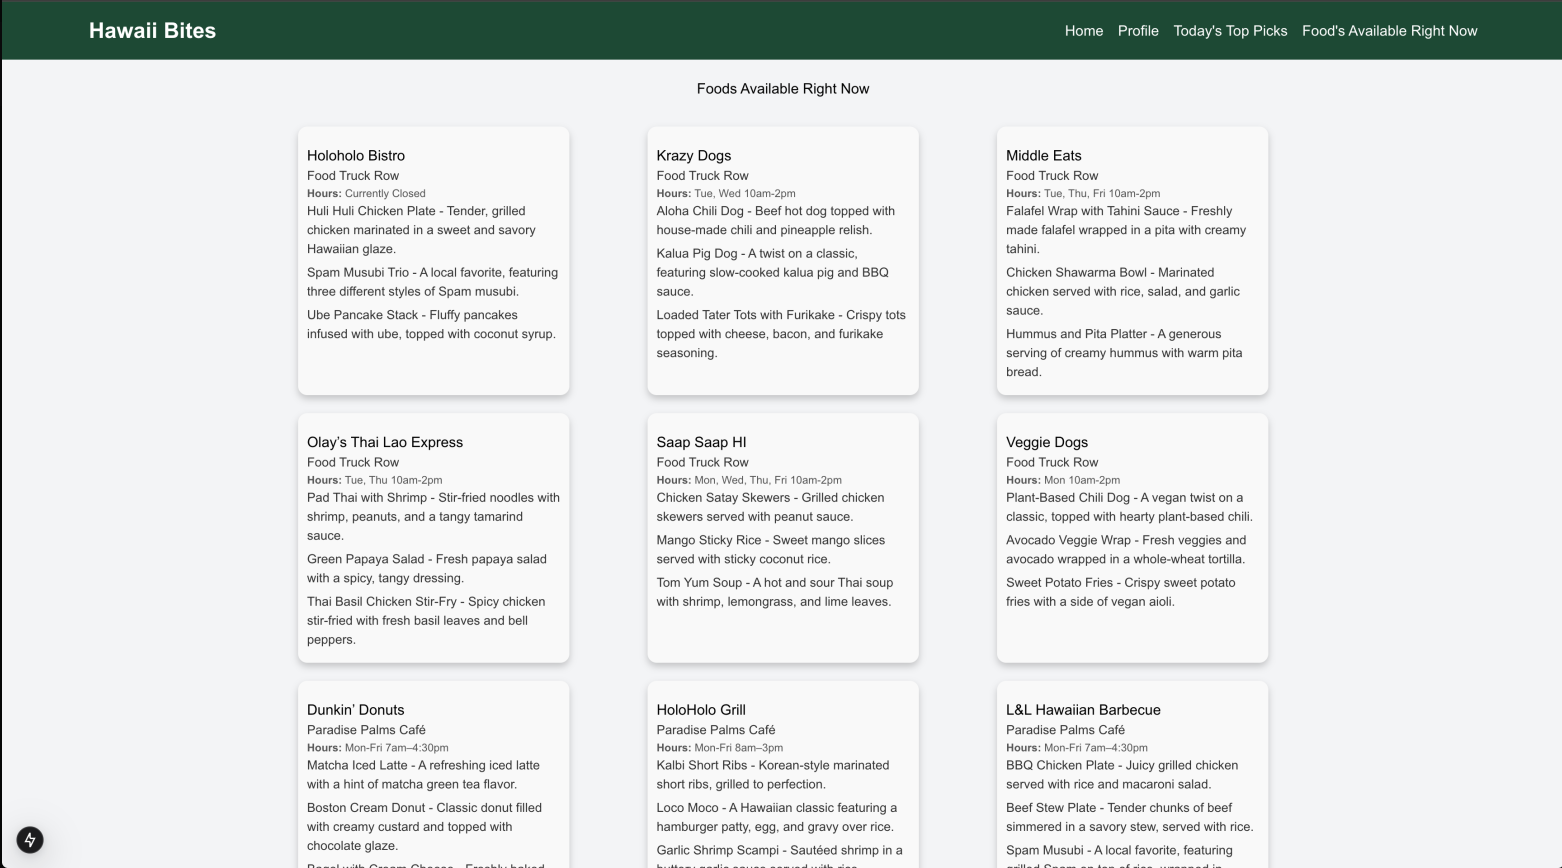 Hawaii Bites
Home Profile Today's Top Picks Food's Available Right Now
Foods Available Right Now
Holoholo Bistro
Food Truck Row
Hours: Currently Closed
Huli Huli Chicken Plate - Tender, grilled
chicken marinated in a sweet and savory
Hawaiian glaze.
Spam Musubi Trio - A local favorite, featuring
three different styles of Spam musubi.
Ube Pancake Stack - Fluffy pancakes
infused with ube, topped with coconut syrup.
Krazy Dogs
Food Truck Row
Hours: Tue, Wed 10am-2pm
Aloha Chili Dog - Beef hot dog topped with
house-made chili and pineapple relish.
Kalua Pig Dog - A twist on a classic,
featuring slow-cooked kalua pig and BBQ
sauce.
Loaded Tater Tots with Furikake - Crispy tots
topped with cheese, bacon, and furikake
seasoning.
Middle Eats
Food Truck Row
Hours: Tue, Thu, Fri 10am-2pm
Falafel Wrap with Tahini Sauce - Freshly
made falafel wrapped in a pita with creamy
tahini.
Chicken Shawarma Bowl - Marinated
chicken served with rice, salad, and garlic
sauce.
Hummus and Pita Platter - A generous
serving of creamy hummus with warm pita
bread.
Olay’s Thai Lao Express
Food Truck Row
Hours: Tue, Thu 10am-2pm
Pad Thai with Shrimp - Stir-fried noodles with
shrimp, peanuts, and a tangy tamarind
sauce.
Green Papaya Salad - Fresh papaya salad
with a spicy, tangy dressing.
Thai Basil Chicken Stir-Fry - Spicy chicken
stir-fried with fresh basil leaves and bell
peppers.
Saap Saap HI
Food Truck Row
Hours: Mon, Wed, Thu, Fri 10am-2pm
Chicken Satay Skewers - Grilled chicken
skewers served with peanut sauce.
Mango Sticky Rice - Sweet mango slices
served with sticky coconut rice.
Tom Yum Soup - A hot and sour Thai soup
with shrimp, lemongrass, and lime leaves.
Veggie Dogs
Food Truck Row
Hours: Mon 10am-2pm
Plant-Based Chili Dog - A vegan twist on a
classic, topped with hearty plant-based chili.
Avocado Veggie Wrap - Fresh veggies and
avocado wrapped in a whole-wheat tortilla.
Sweet Potato Fries - Crispy sweet potato
fries with a side of vegan aioli.
Dunkin’ Donuts
Paradise Palms Café
Hours: Mon-Fri 7am–4:30pm
Matcha Iced Latte - A refreshing iced latte
with a hint of matcha green tea flavor.
Boston Cream Donut - Classic donut filled
with creamy custard and topped with
chocolate glaze.
Bagel with Cream Cheese - Freshly baked
HoloHolo Grill
Paradise Palms Café
Hours: Mon-Fri 8am–3pm
Kalbi Short Ribs - Korean-style marinated
short ribs, grilled to perfection.
Loco Moco - A Hawaiian classic featuring a
hamburger patty, egg, and gravy over rice.
Garlic Shrimp Scampi - Sautéed shrimp in a
buttery garlic sauce served with rice.
L&L Hawaiian Barbecue
Paradise Palms Café
Hours: Mon-Fri 7am–4:30pm
BBQ Chicken Plate - Juicy grilled chicken
served with rice and macaroni salad.
Beef Stew Plate - Tender chunks of beef
simmered in a savory stew, served with rice.
Spam Musubi - A local favorite, featuring
grilled Spam on top of rice, wrapped in